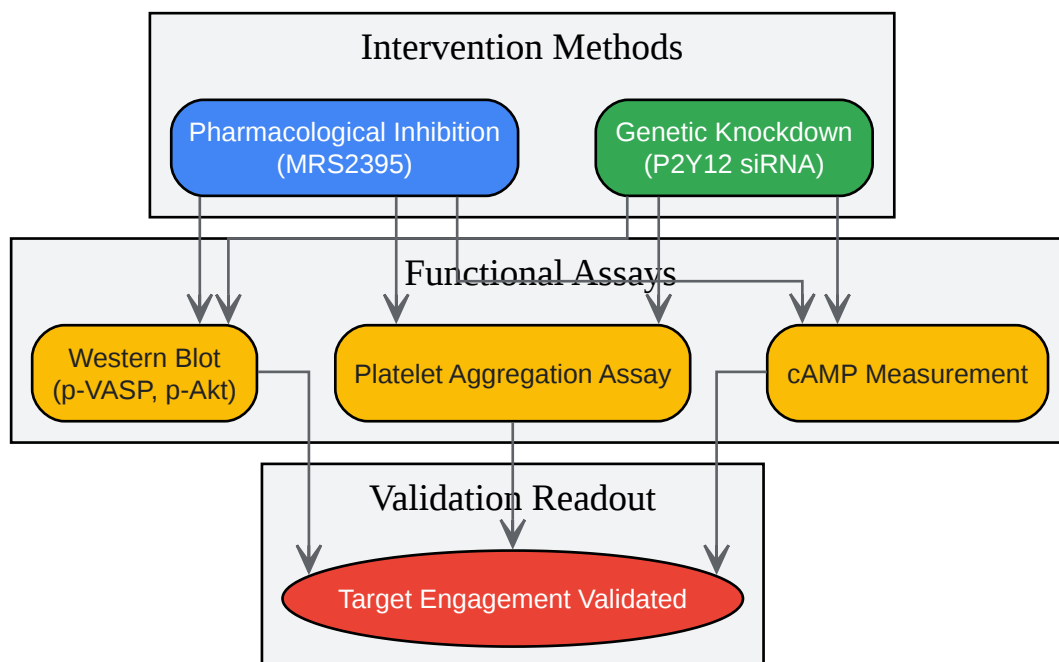 Intervention Methods
Pharmacological Inhibition
(MRS2395)
Genetic Knockdown
(P2Y12 siRNA)
Functional Assays
Western Blot
(p-VASP, p-Akt)
Platelet Aggregation Assay
cAMP Measurement
Validation Readout
Target Engagement Validated